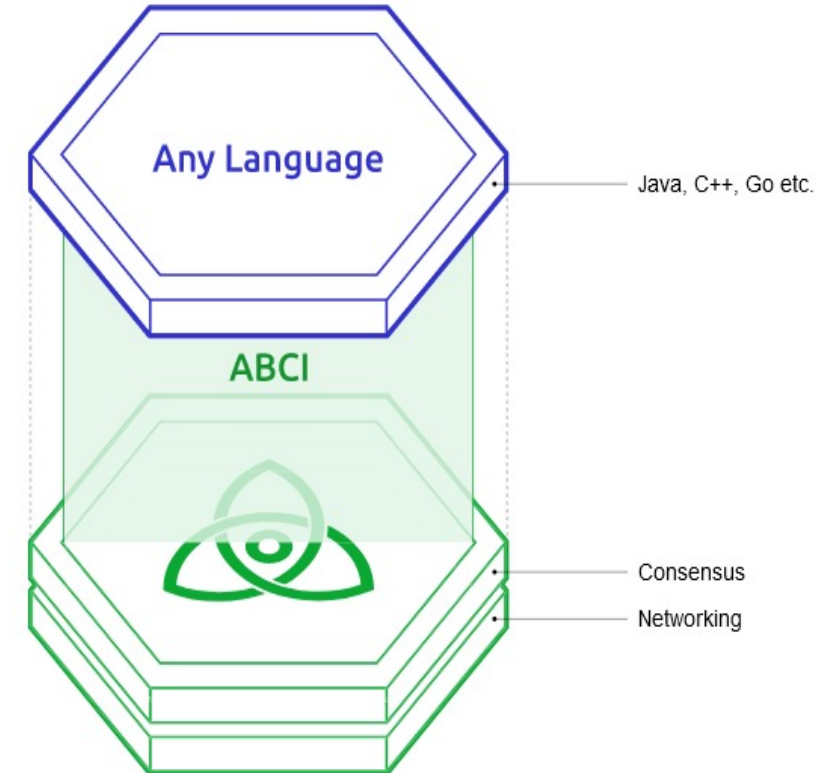 Any Language
Java, C++, Go etc.
ABCI
Consensus
Networking